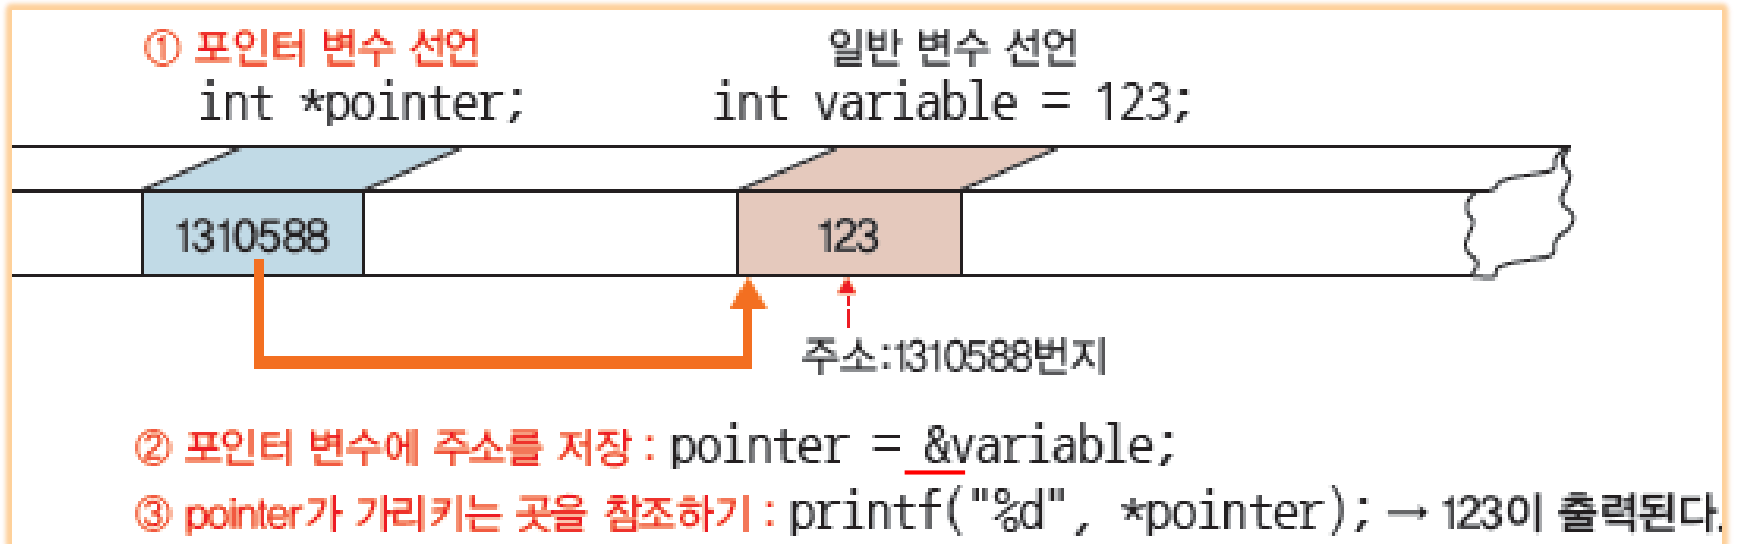 ① 포인터 변수 선언
int *pointer;
일반 변수 선언
int variable = 123;
1310588
123
주소:1310588번지
② 포인터 변수에 주소를 저장 : pointer = &variable;
③ pointer가 가리키는 곳을 참조하기 : printf("%d", *pointer); → 123이 출력된다.